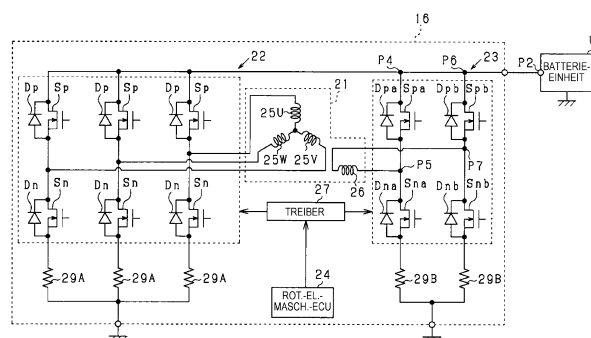 16
22
P4
P6
23
P2
BATTERIE-
EINHEIT
Dp Sp Dp Sp Dp Sp
21
Dpa Spa Dpb Spb
25U
25W 25V
P7
P5
26
Dn Sn Dn Sn Dn Sn
27
TREIBER
Dna Sna Dnb Snb
29A 29A 29A
24
ROT.-EL.-
MASCH.-ECU
29B 29B